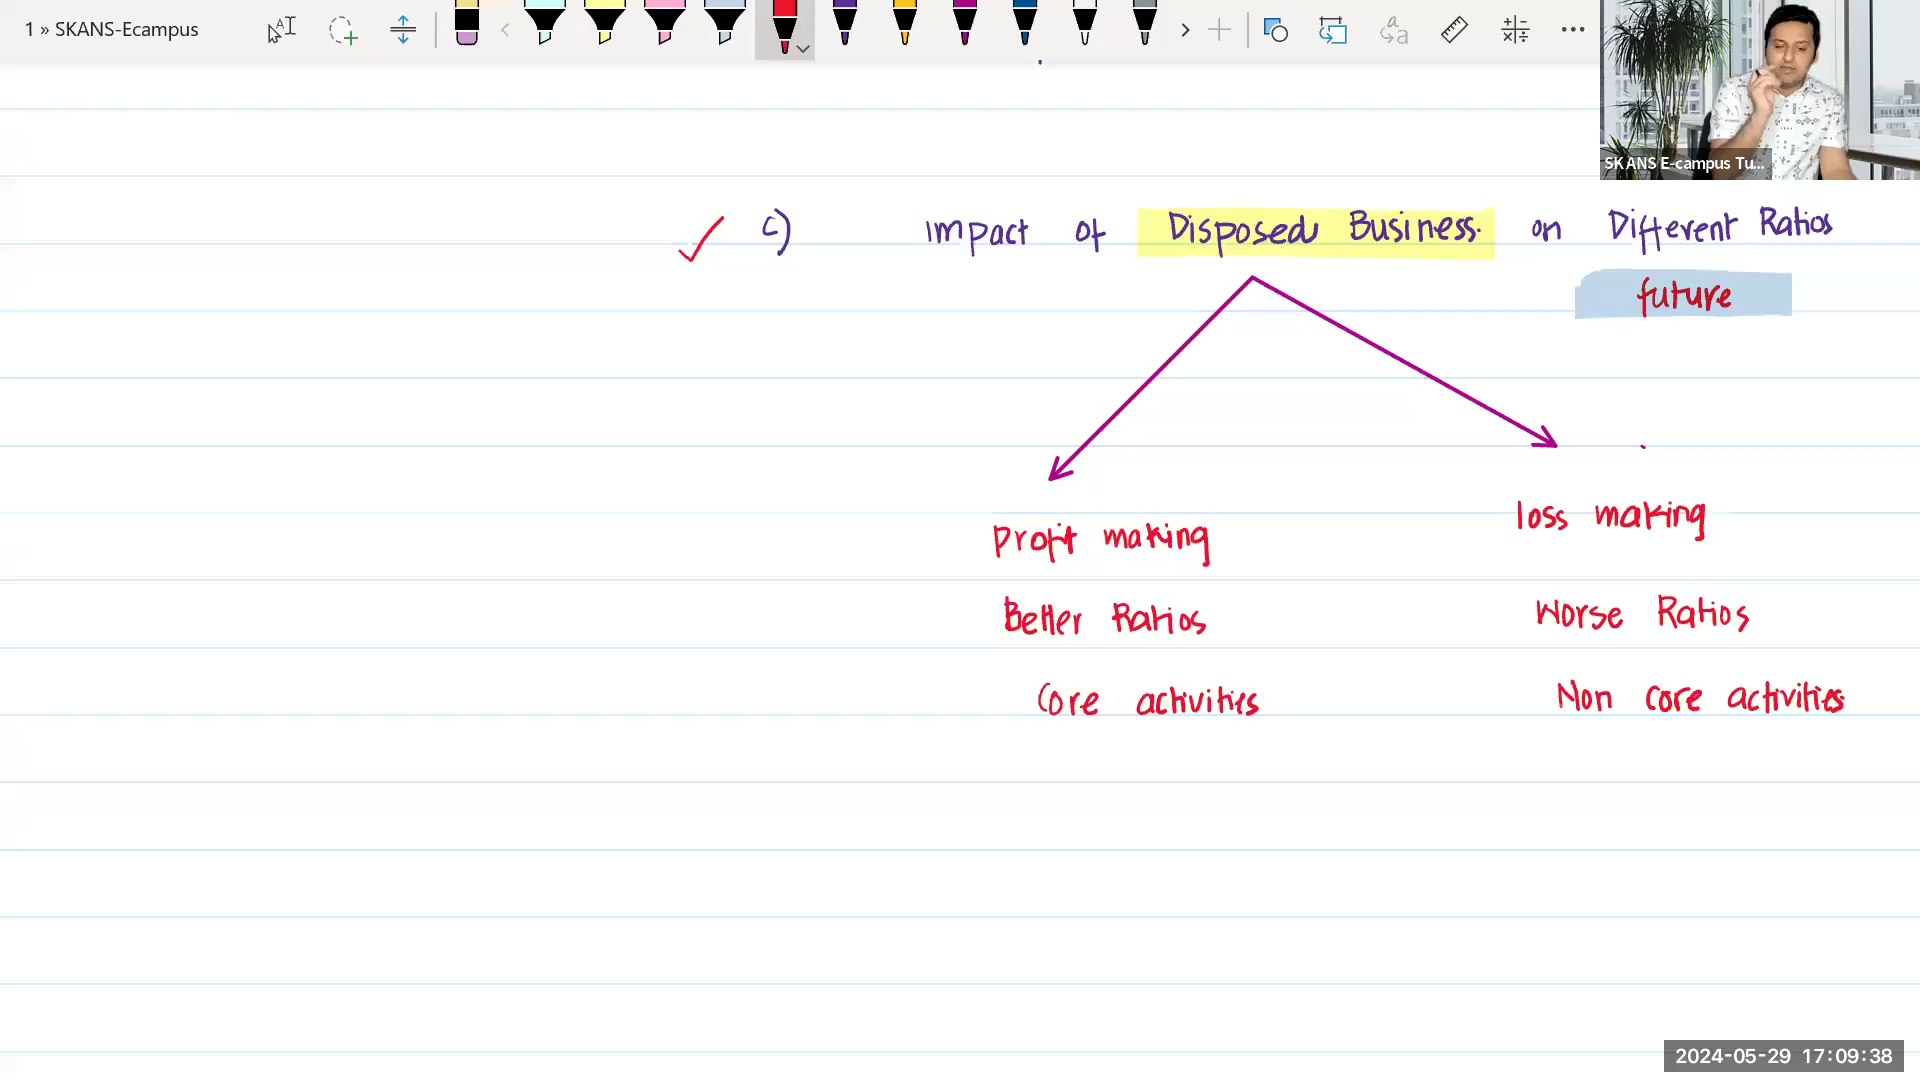 1 » SKANS-Ecampus
SKANS E-campus Tu...
c) Impact of Disposed Business. on Different Ratios
future
Profit making
loss making
Better Ratios
Worse Ratios
Core activities
Non core activities
2024-05-29 17:09:38